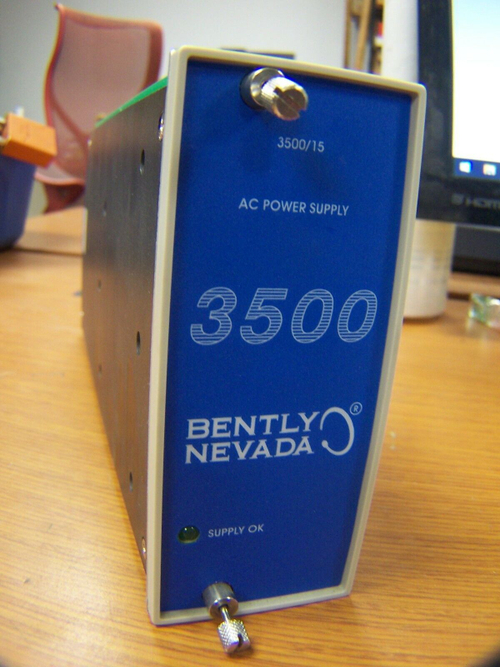 3500/15
AC POWER SUPPLY
3500
BENTLY
NEVADA ®
SUPPLY OK